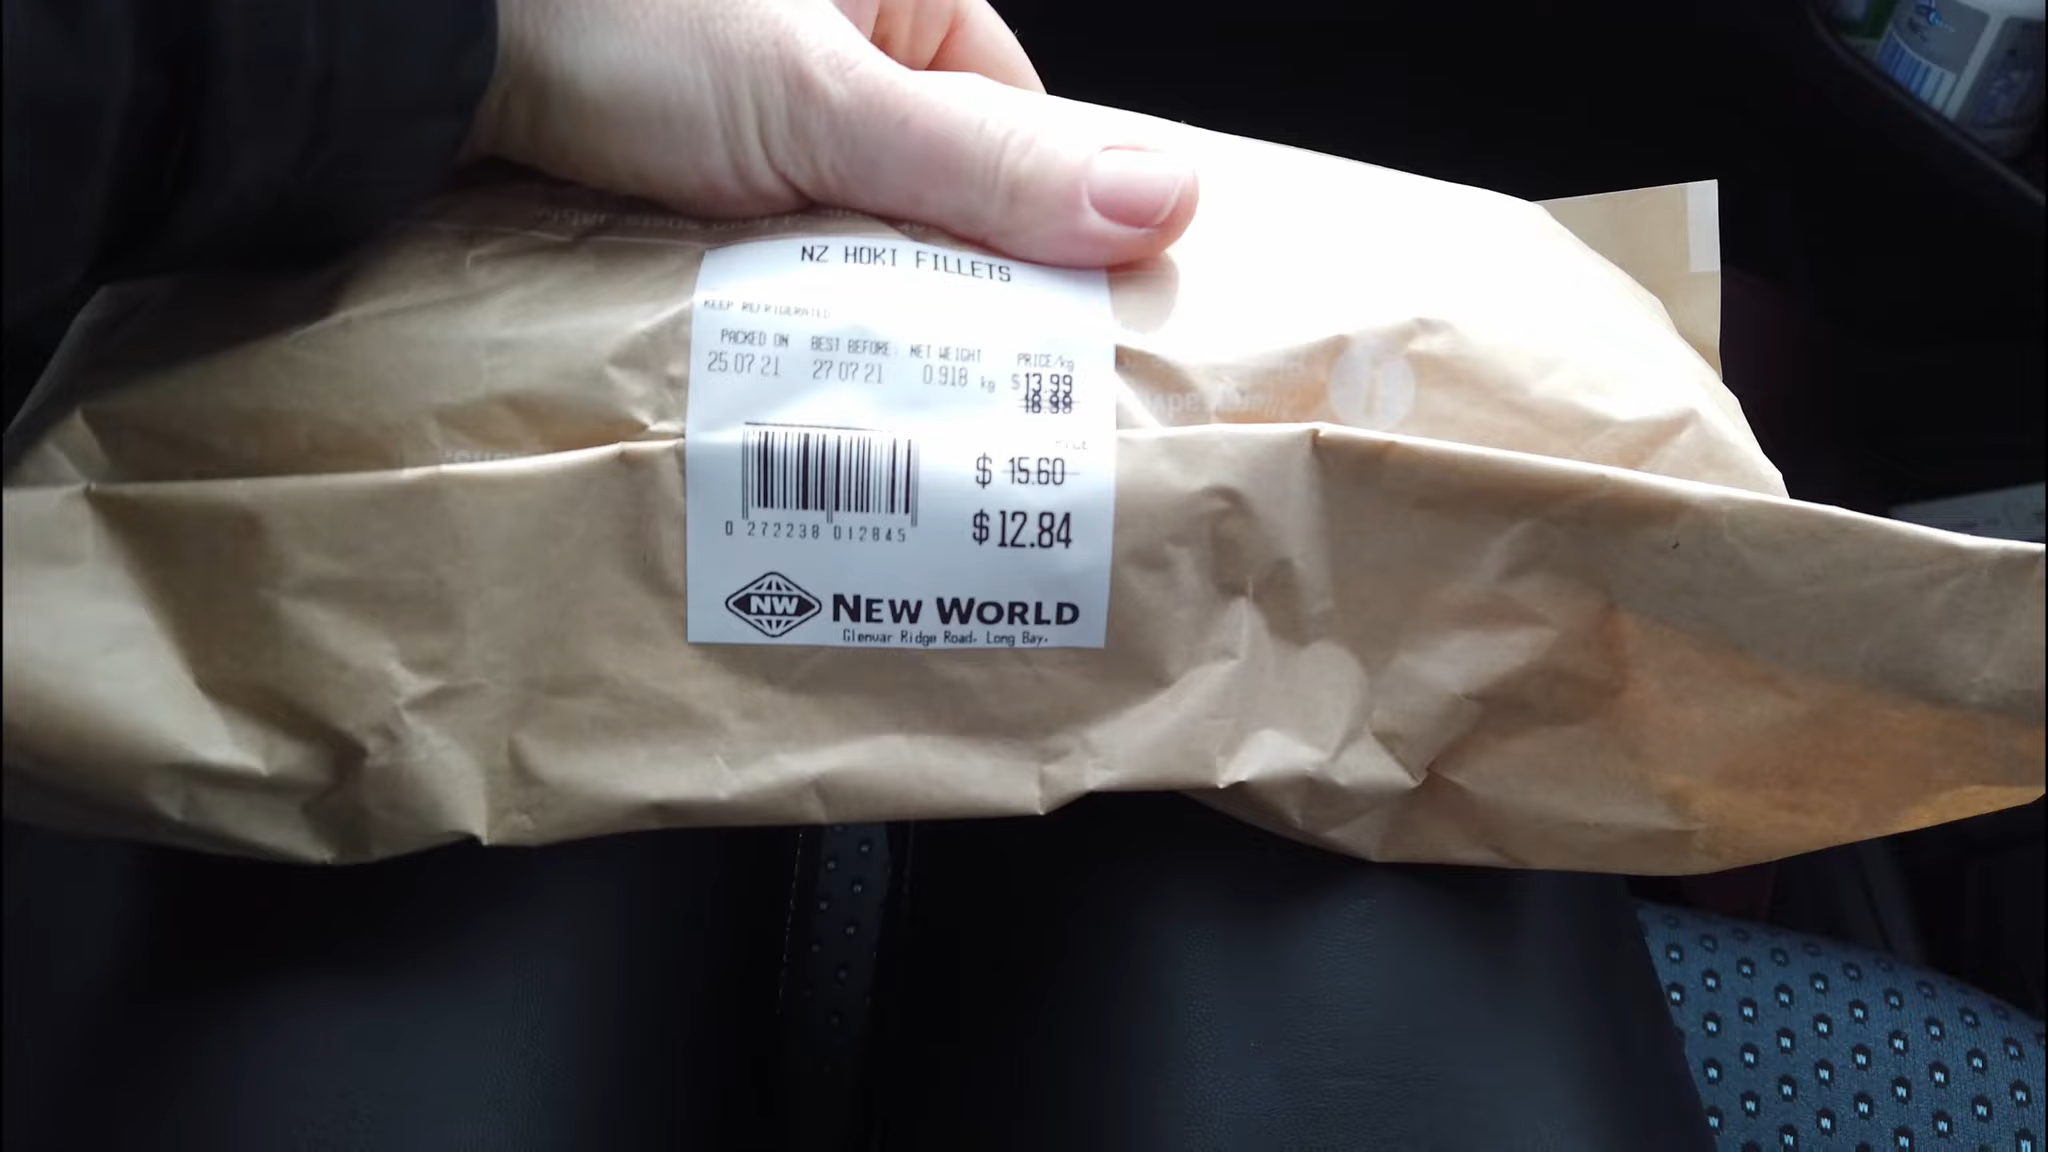 NZ HOKI FILLETS
KEEP REFRIGERATED
PACKED ON BEST BEFORE: NET WEIGHT PRICE/kg
25.07.21 27.07.21 0.918 kg $13.99
$ 15.60
$12.84
0 272238 012845
NW NEW WORLD
Glenvar Ridge Road. Long Bay.